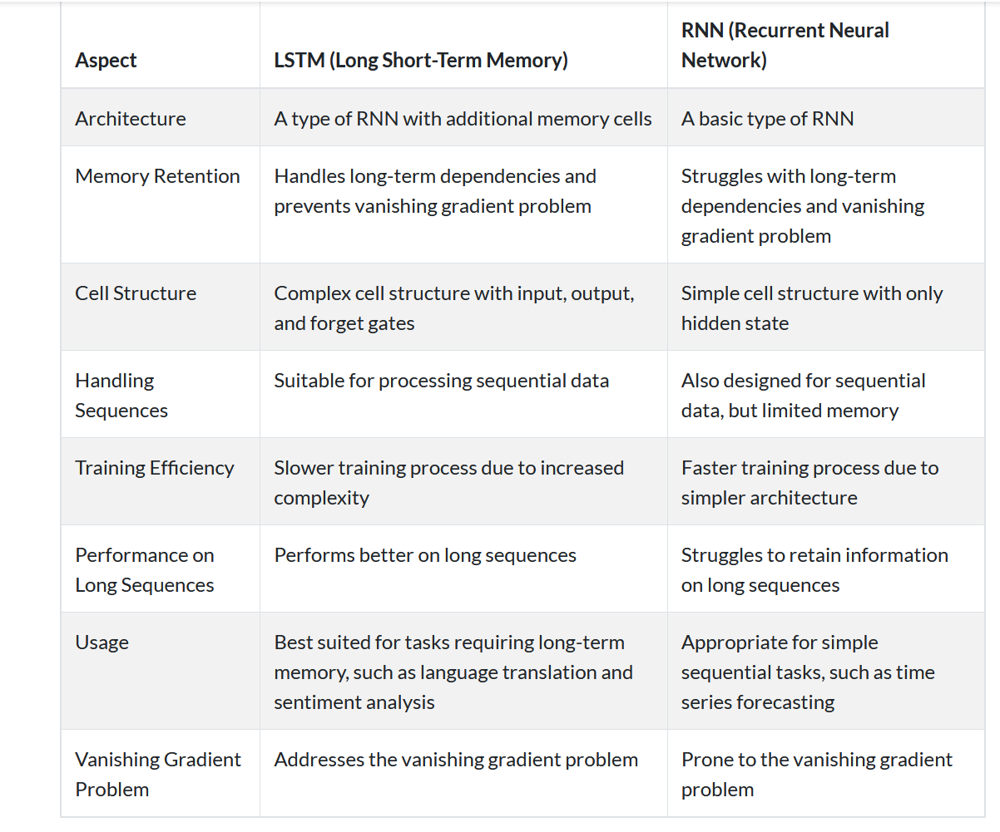 Aspect
LSTM (Long Short-Term Memory)
RNN (Recurrent Neural
Network)
Architecture
A type of RNN with additional memory cells
A basic type of RNN
Memory Retention
Handles long-term dependencies and
prevents vanishing gradient problem
Struggles with long-term
dependencies and vanishing
gradient problem
Cell Structure
Complex cell structure with input, output,
and forget gates
Simple cell structure with only
hidden state
Handling
Sequences
Suitable for processing sequential data
Also designed for sequential
data, but limited memory
Training Efficiency
Slower training process due to increased
complexity
Faster training process due to
simpler architecture
Performance on
Long Sequences
Performs better on long sequences
Struggles to retain information
on long sequences
Usage
Best suited for tasks requiring long-term
memory, such as language translation and
sentiment analysis
Appropriate for simple
sequential tasks, such as time
series forecasting
Vanishing Gradient
Problem
Addresses the vanishing gradient problem
Prone to the vanishing gradient
problem